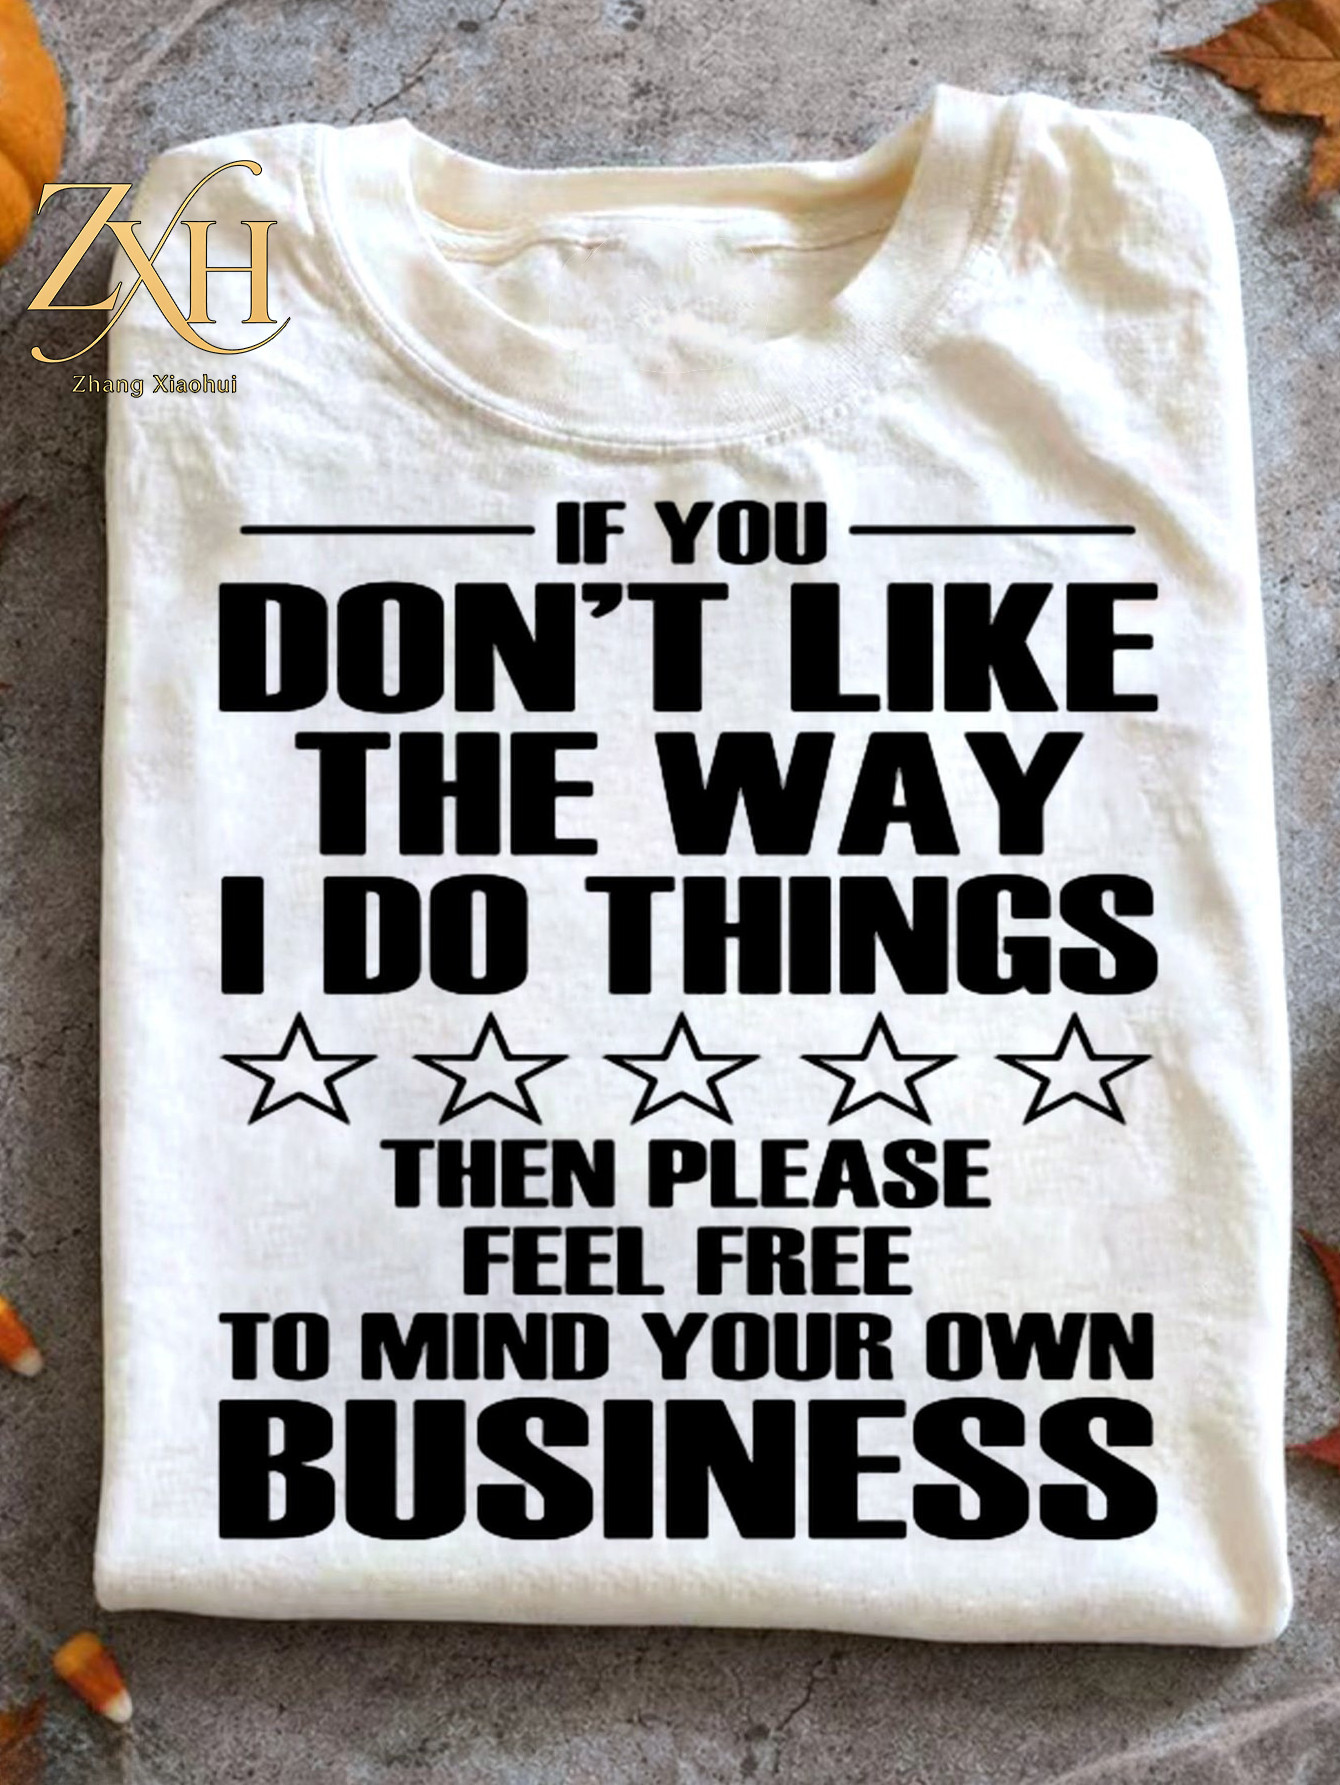 ZXH
Zhang Xiaohui
IF YOU
DON'T LIKE
THE WAY
I DO THINGS
THEN PLEASE
FEEL FREE
TO MIND YOUR OWN
BUSINESS